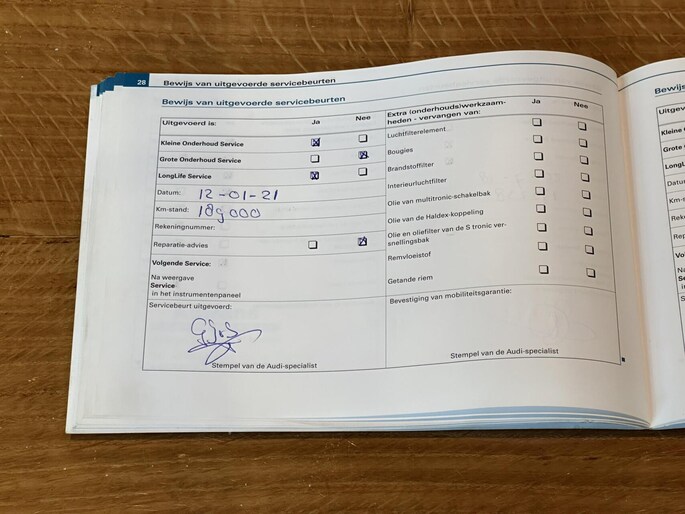 28 Bewijs van uitgevoerde servicebeurten
Bewijs van uitgevoerde servicebeurten
Uitgevoerd is: Ja Nee
Kleine Onderhoud Service
Grote Onderhoud Service
LongLife Service
Datum: 12-01-21
Km-stand: 189000
Rekeningnummer:
Reparatie-advies
Volgende Service:
Na weergave
Service
in het instrumentenpaneel
Servicebeurt uitgevoerd:
Stempel van de Audi-specialist
Extra (onderhouds)werkzaam-
heden - vervangen van: Ja Nee
Luchtfilterelement
Bougies
Brandstoffilter
Interieurluchtfilter
Olie van multitronic-schakelbak
Olie van de Haldex-koppeling
Olie en oliefilter van de S tronic ver-
snellingsbak
Remvloeistof
Getande riem
Bevestiging van mobiliteitsgarantie:
Stempel van de Audi-specialist